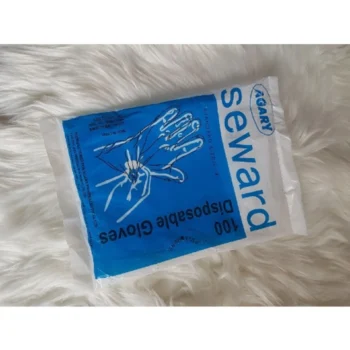 AGARY
seward
100
Disposable Gloves